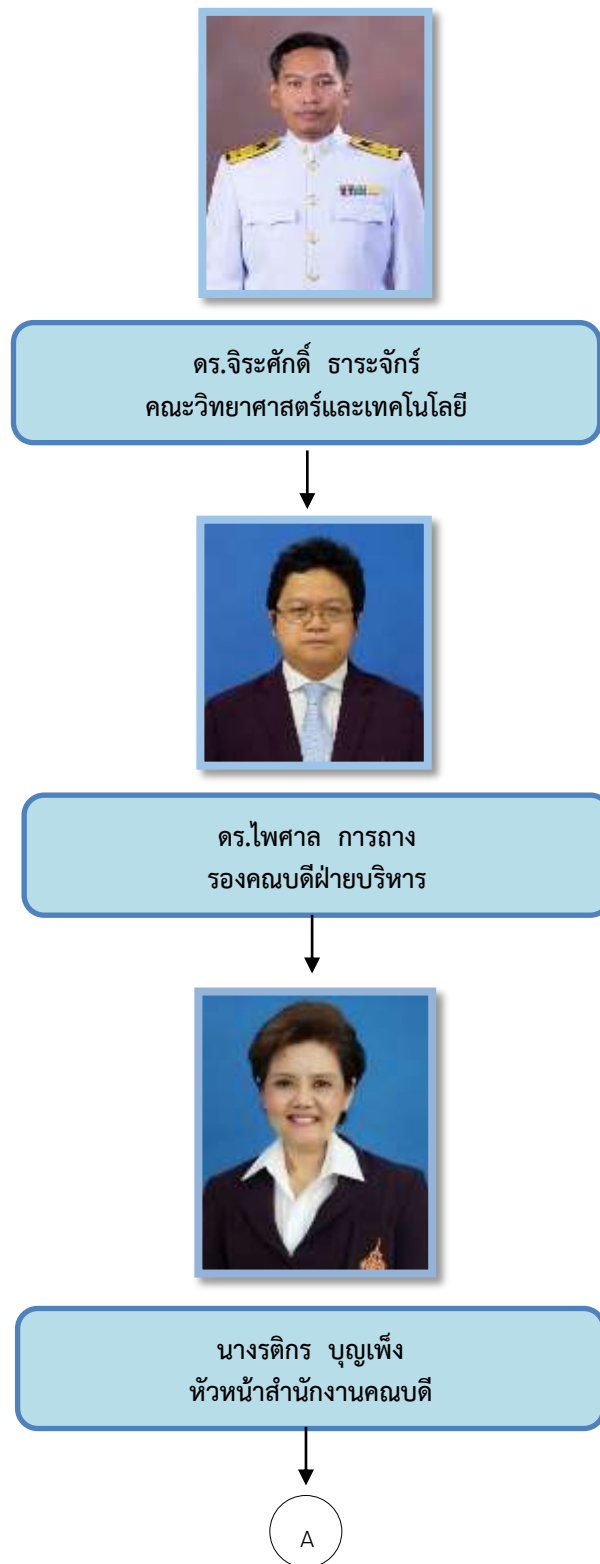 ดร.จิระศักดิ์ ธาระจักร์
คณะวิทยาศาสตร์และเทคโนโลยี
ดร.ไพศาล การถาง
รองคณบดีฝ่ายบริหาร
นางรติกร บุญเพ็ง
หัวหน้าสำนักงานคณบดี
A